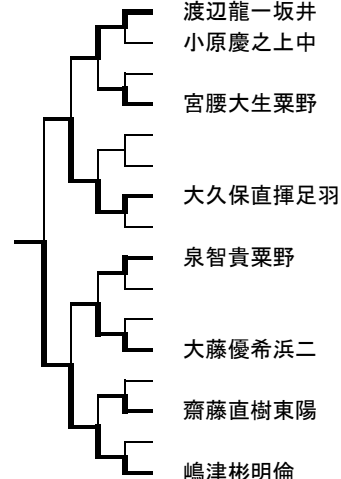 渡辺龍一坂井
小原慶之上中
宮腰大生粟野
大久保直揮足羽
泉智貴粟野
大藤優希浜二
齋藤直樹東陽
嶋津彬明倫